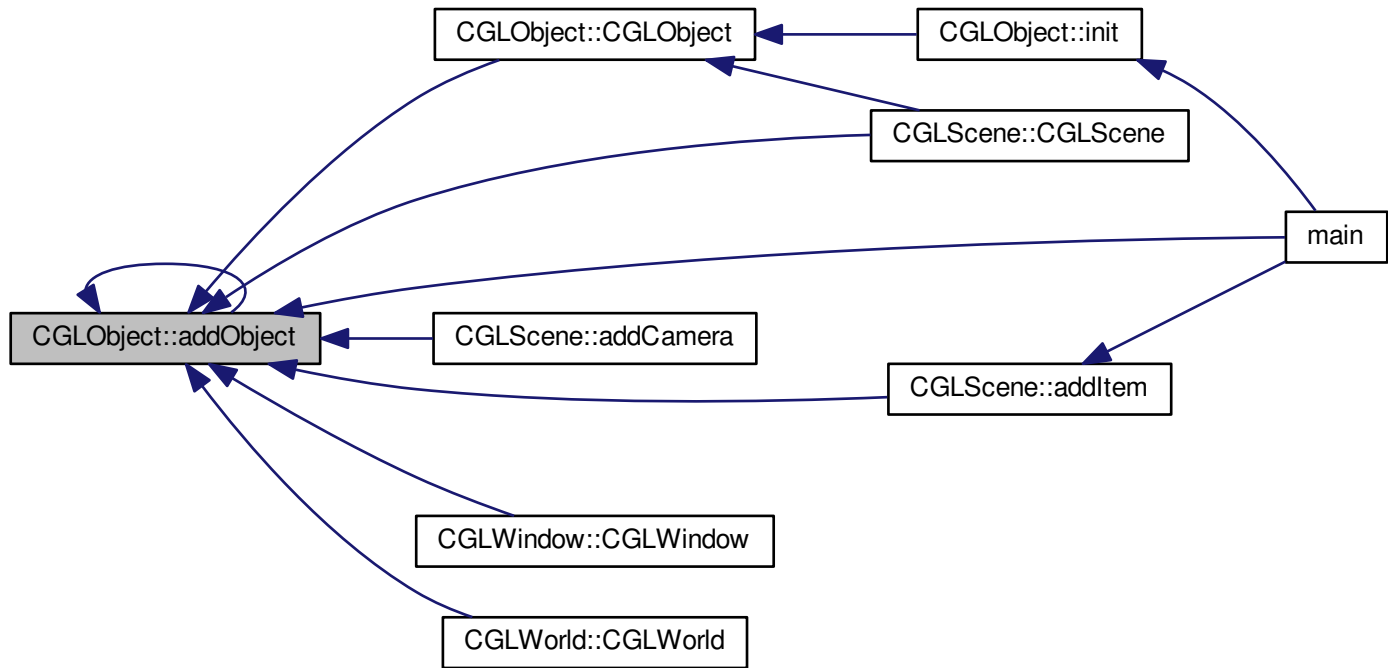 CGLObject::CGLObject
CGLObject::init
CGLScene::CGLScene
main
CGLObject::addObject
CGLScene::addCamera
CGLScene::addItem
CGLWindow::CGLWindow
CGLWorld::CGLWorld